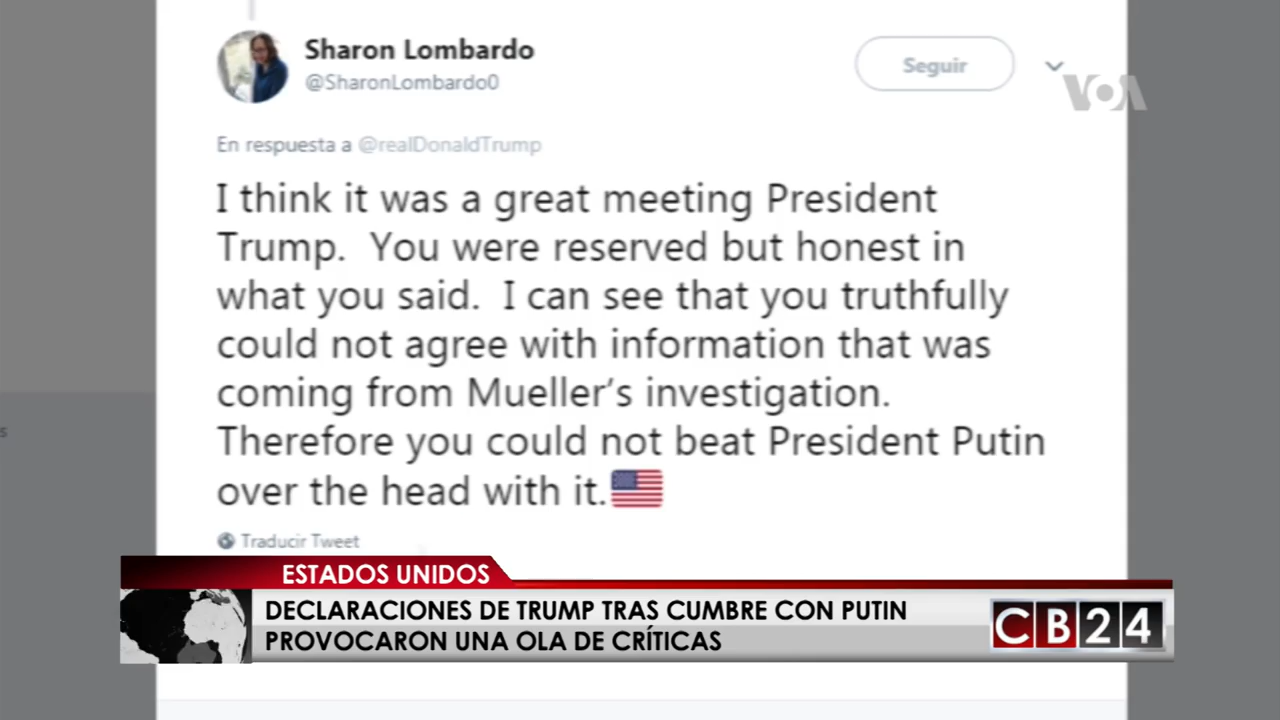 Sharon Lombardo
@SharonLombardo0
Seguir
VOA
En respuesta a @realDonaldTrump
I think it was a great meeting President
Trump. You were reserved but honest in
what you said. I can see that you truthfully
could not agree with information that was
coming from Mueller's investigation.
Therefore you could not beat President Putin
over the head with it.
Traducir Tweet
s
ESTADOS UNIDOS
DECLARACIONES DE TRUMP TRAS CUMBRE CON PUTIN
PROVOCARON UNA OLA DE CRÍTICAS
CB24